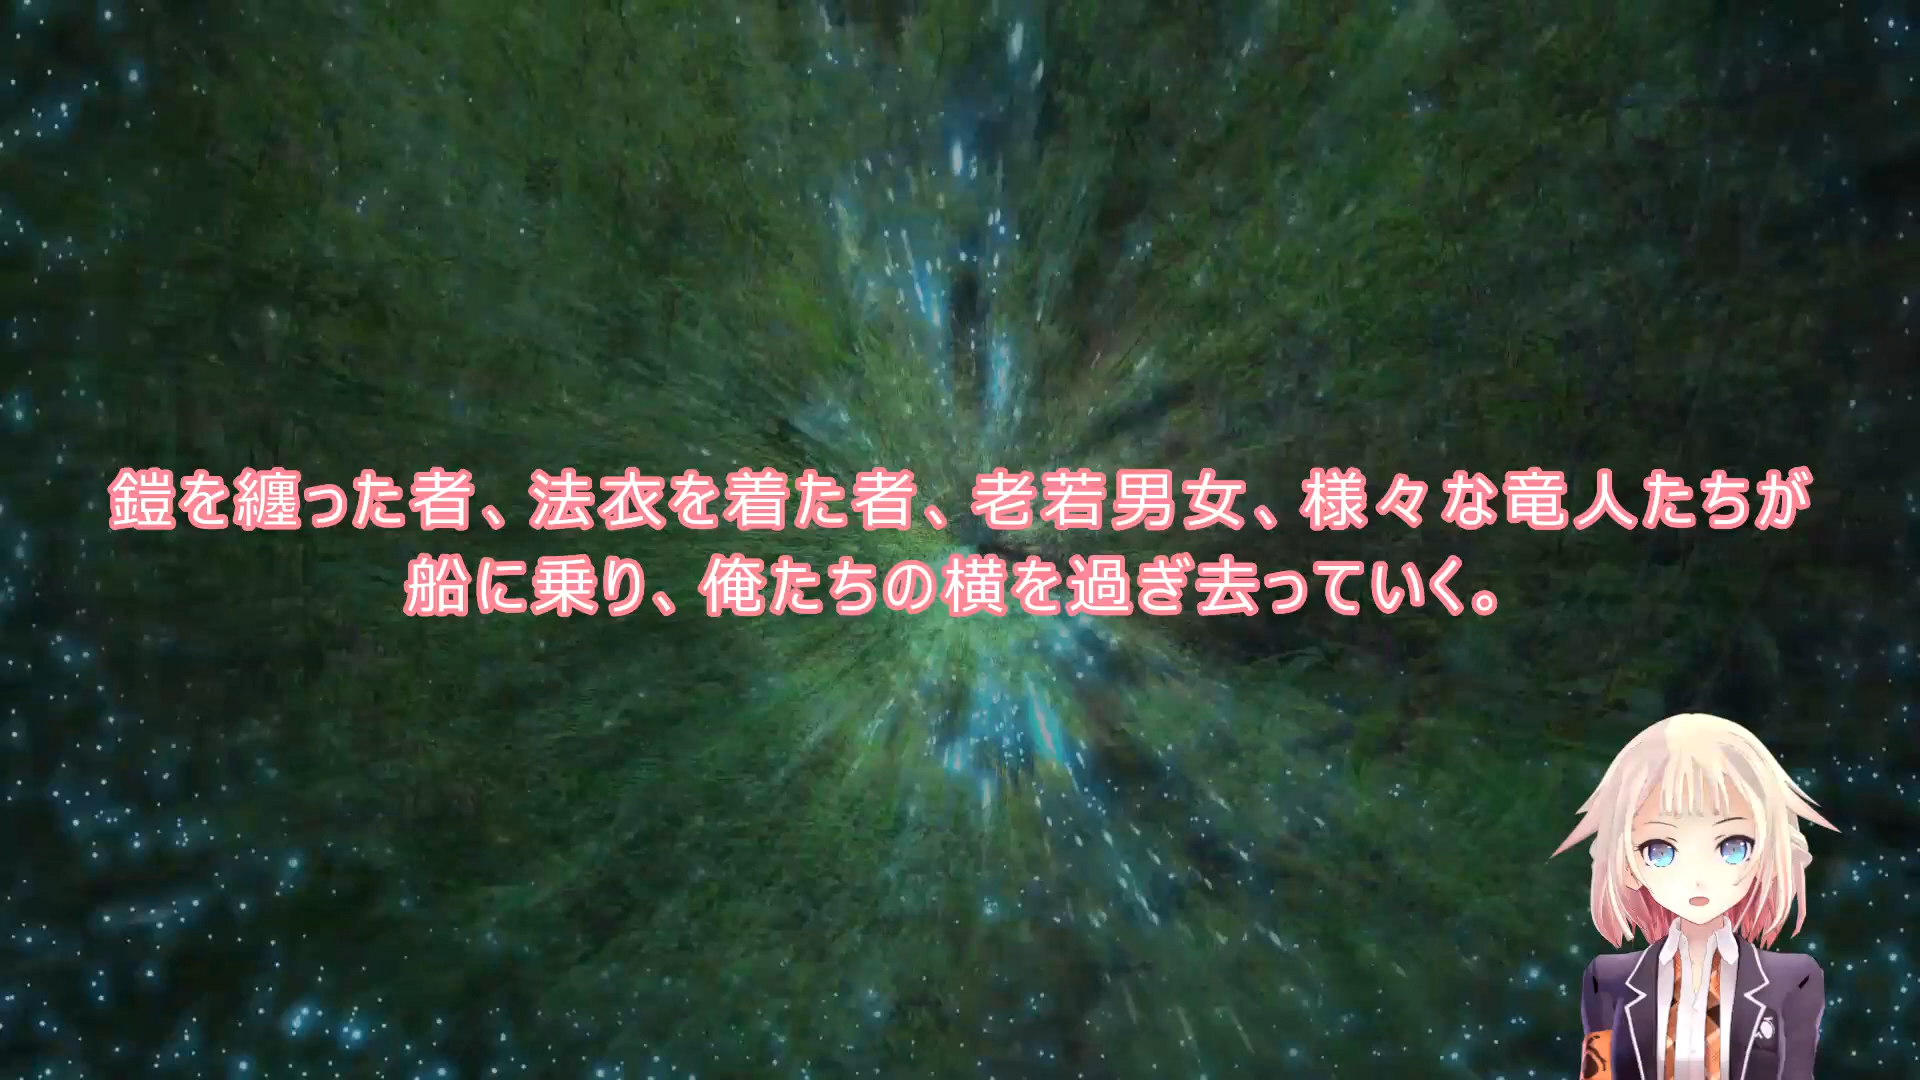 鎧を纏った者、法衣を着た者、老若男女、様々な竜人たちが
船に乗り、俺たちの横を過ぎ去っていく。